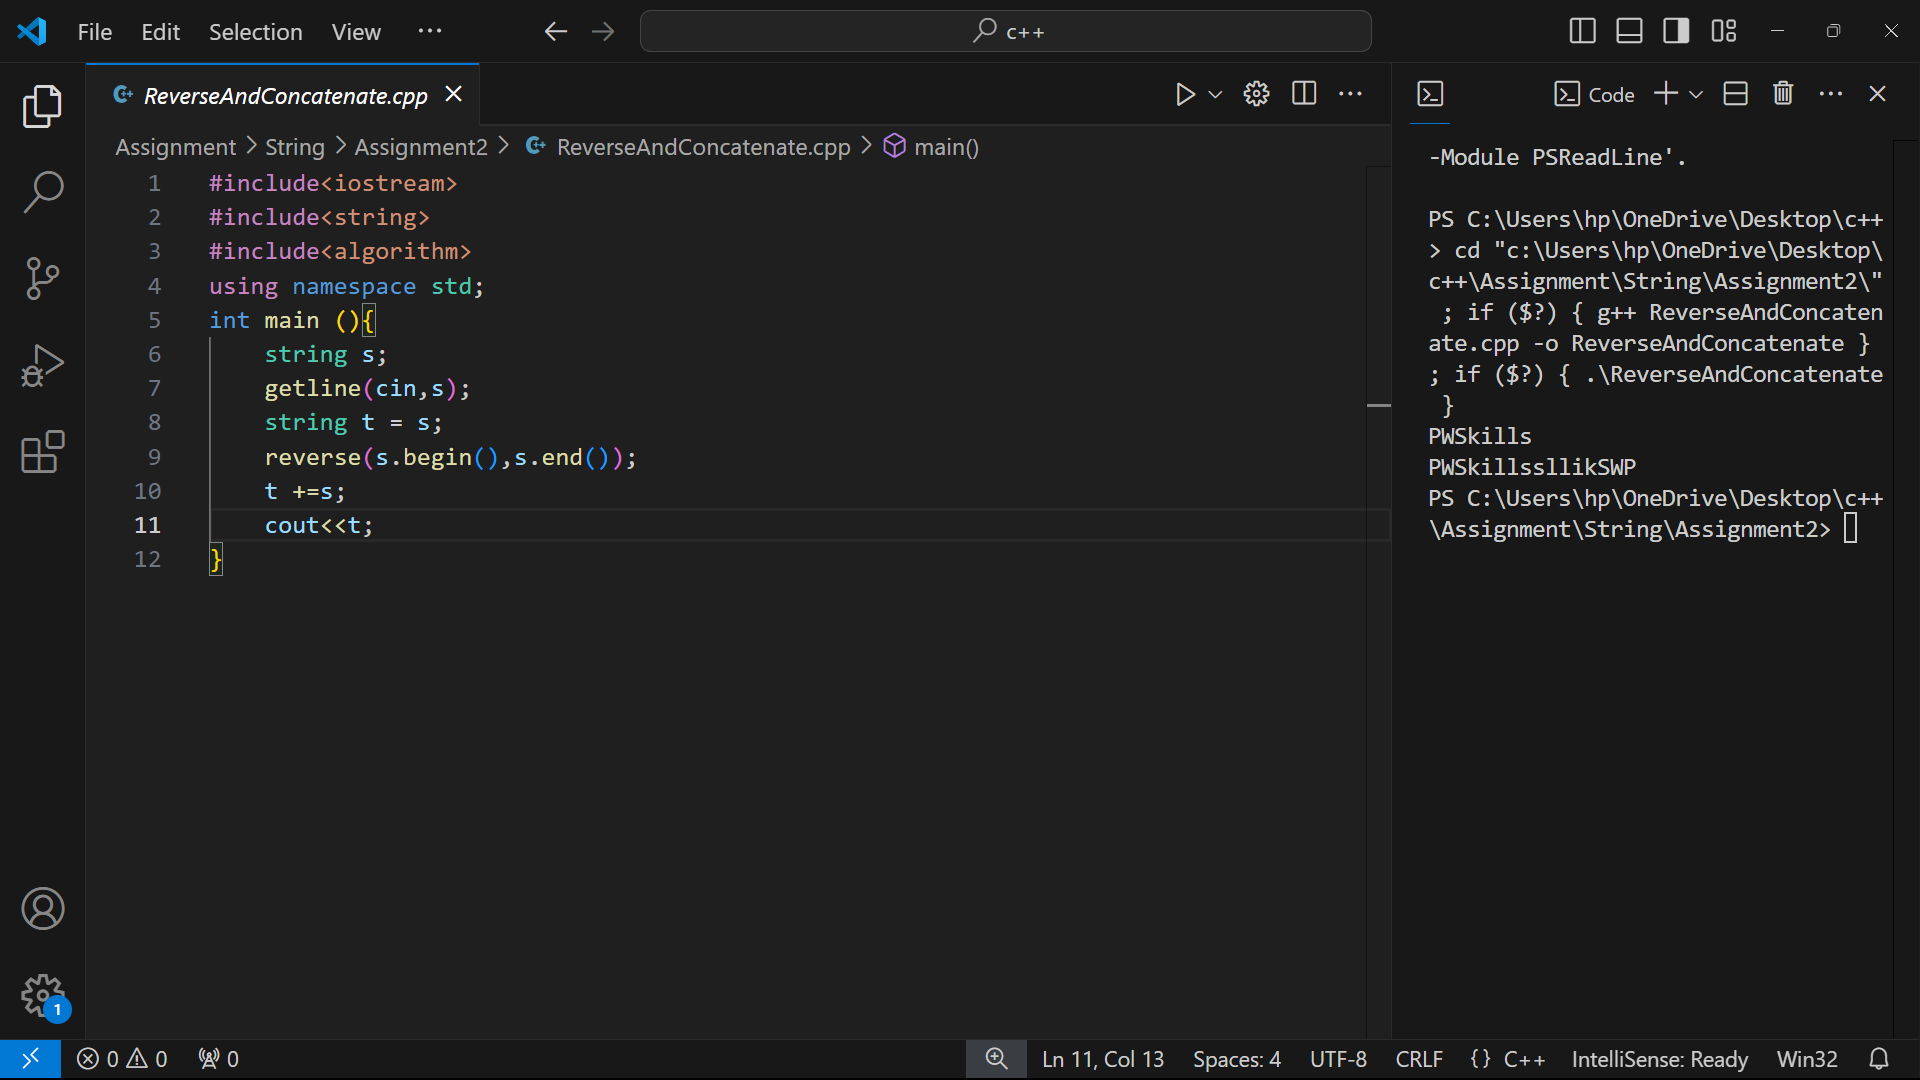 File Edit Selection View ··· c++
ReverseAndConcatenate.cpp
Assignment > String > Assignment2 > ReverseAndConcatenate.cpp > main()
1 #include<iostream>
2 #include<string>
3 #include<algorithm>
4 using namespace std;
5 int main (){
6     string s;
7     getline(cin,s);
8     string t = s;
9     reverse(s.begin(),s.end());
10     t +=s;
11     cout<<t;
12 }
Code
-Module PSReadLine'.
PS C:\Users\hp\OneDrive\Desktop\c++
> cd "c:\Users\hp\OneDrive\Desktop\
c++\Assignment\String\Assignment2\"
 ; if ($?) { g++ ReverseAndConcaten
ate.cpp -o ReverseAndConcatenate }
; if ($?) { .\ReverseAndConcatenate
 }
PWSkills
PWSkillssllikSWP
PS C:\Users\hp\OneDrive\Desktop\c++
\Assignment\String\Assignment2>
1
0 0 0 Ln 11, Col 13 Spaces: 4 UTF-8 CRLF {} C++ IntelliSense: Ready Win32